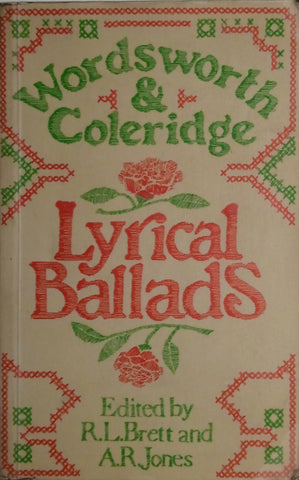 Wordsworth
&
Coleridge
Lyrical
Ballads
Edited by
R.L.Brett and
A.R.Jones